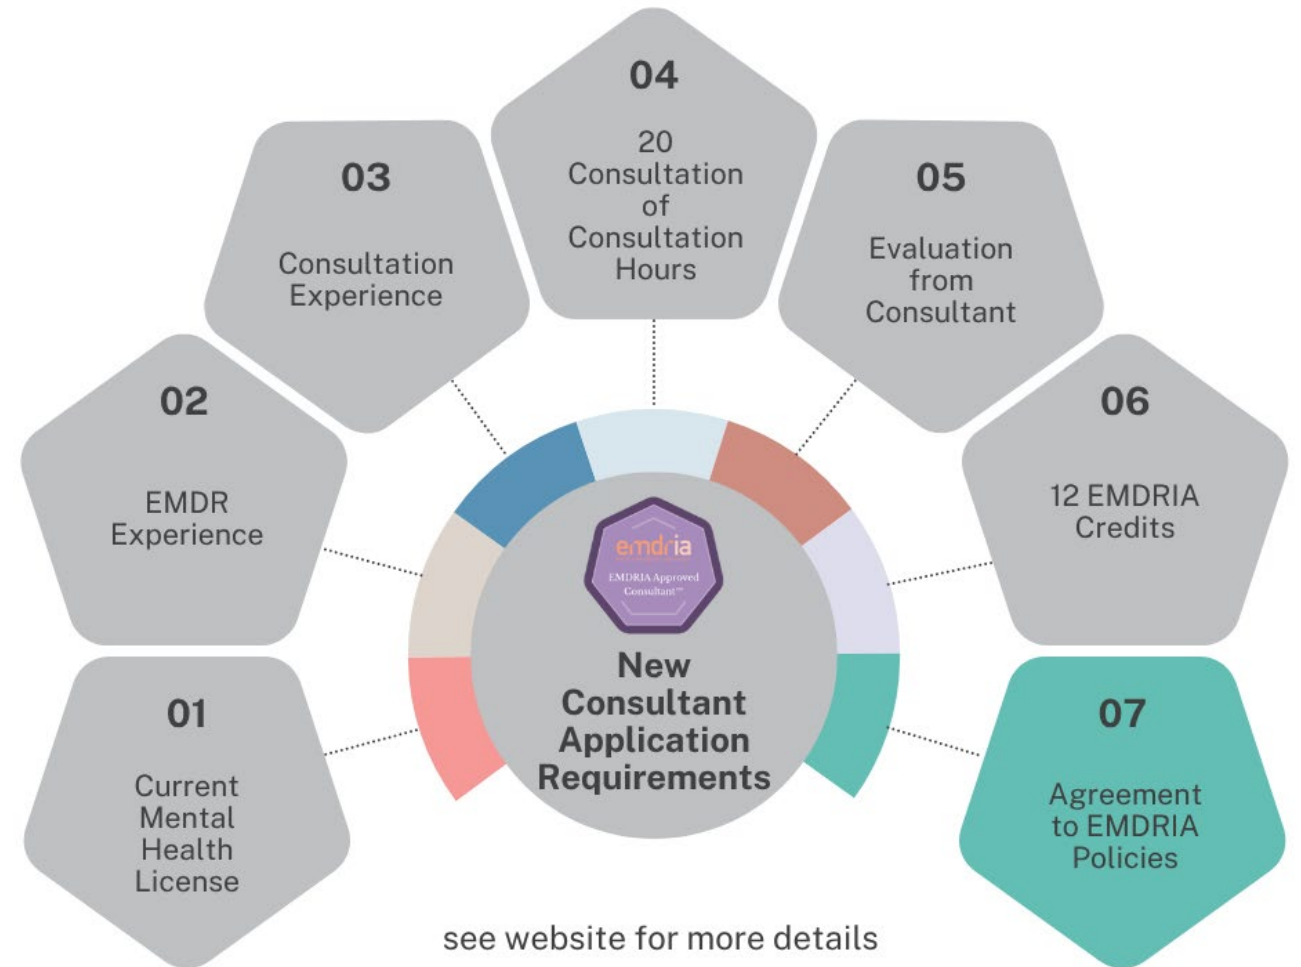 04
20
Consultation
of
Consultation
Hours
03
Consultation
Experience
05
Evaluation
from
Consultant
02
EMDR
Experience
06
12 EMDRIA
Credits
01
Current
Mental
Health
License
emdria
EMDRIA Approved
Consultant™
New
Consultant
Application
Requirements
07
Agreement
to EMDRIA
Policies
see website for more details